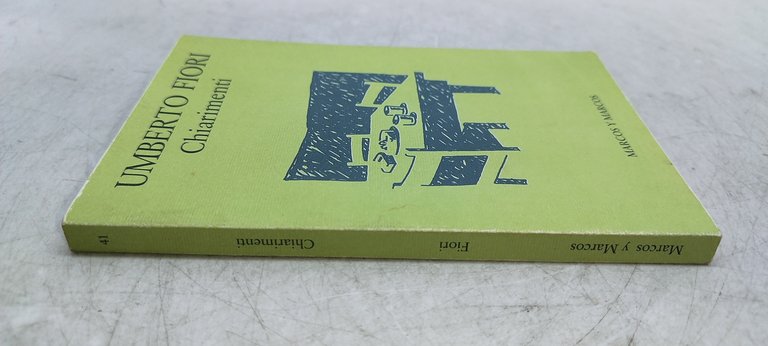 UMBERTO FIORI
Chiarimenti
MARCOS Y MARCOS
Marcos y Marcos
Fiori
Chiarimenti
41